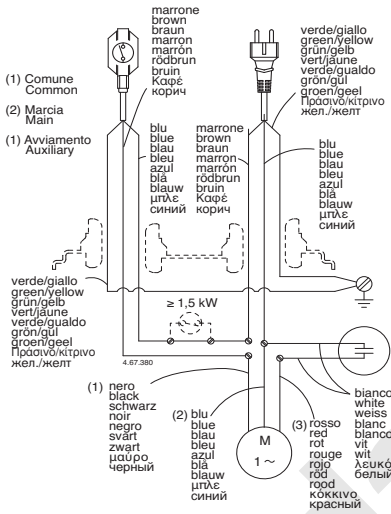 marrone
brown
braun
marron
marrón
rödbrun
bruin
Καφέ
корич
verde/giallo
green/yellow
grün/gelb
vert/jaune
verde/gualdo
grön/gul
groen/geel
Πράσινο/κίτρινο
жел./желт
(1) Comune
Common
(2) Marcia
Main
(1) Avviamento
Auxiliary
blu
blue
blau
bleu
azul
blå
blauw
μπλε
синий
marrone
brown
braun
marron
marrón
rödbrun
bruin
Καφέ
корич
blu
blue
blau
bleu
azul
blå
blauw
μπλε
синий
verde/giallo
green/yellow
grün/gelb
vert/jaune
verde/gualdo
grön/gul
groen/geel
Πράσινο/κίτρινο
жел./желт
≥ 1,5 kW
4.67.380
(1) nero
black
schwarz
noir
negro
svart
zwart
μαύρο
черный
(2) blu
blue
blau
bleu
azul
blå
blauw
μπλε
синий
M
1 ~
(3) rosso
red
rot
rouge
rojo
röd
rood
κόκκινο
красный
bianco
white
weiss
blanc
blanco
vit
wit
λευκό
белый